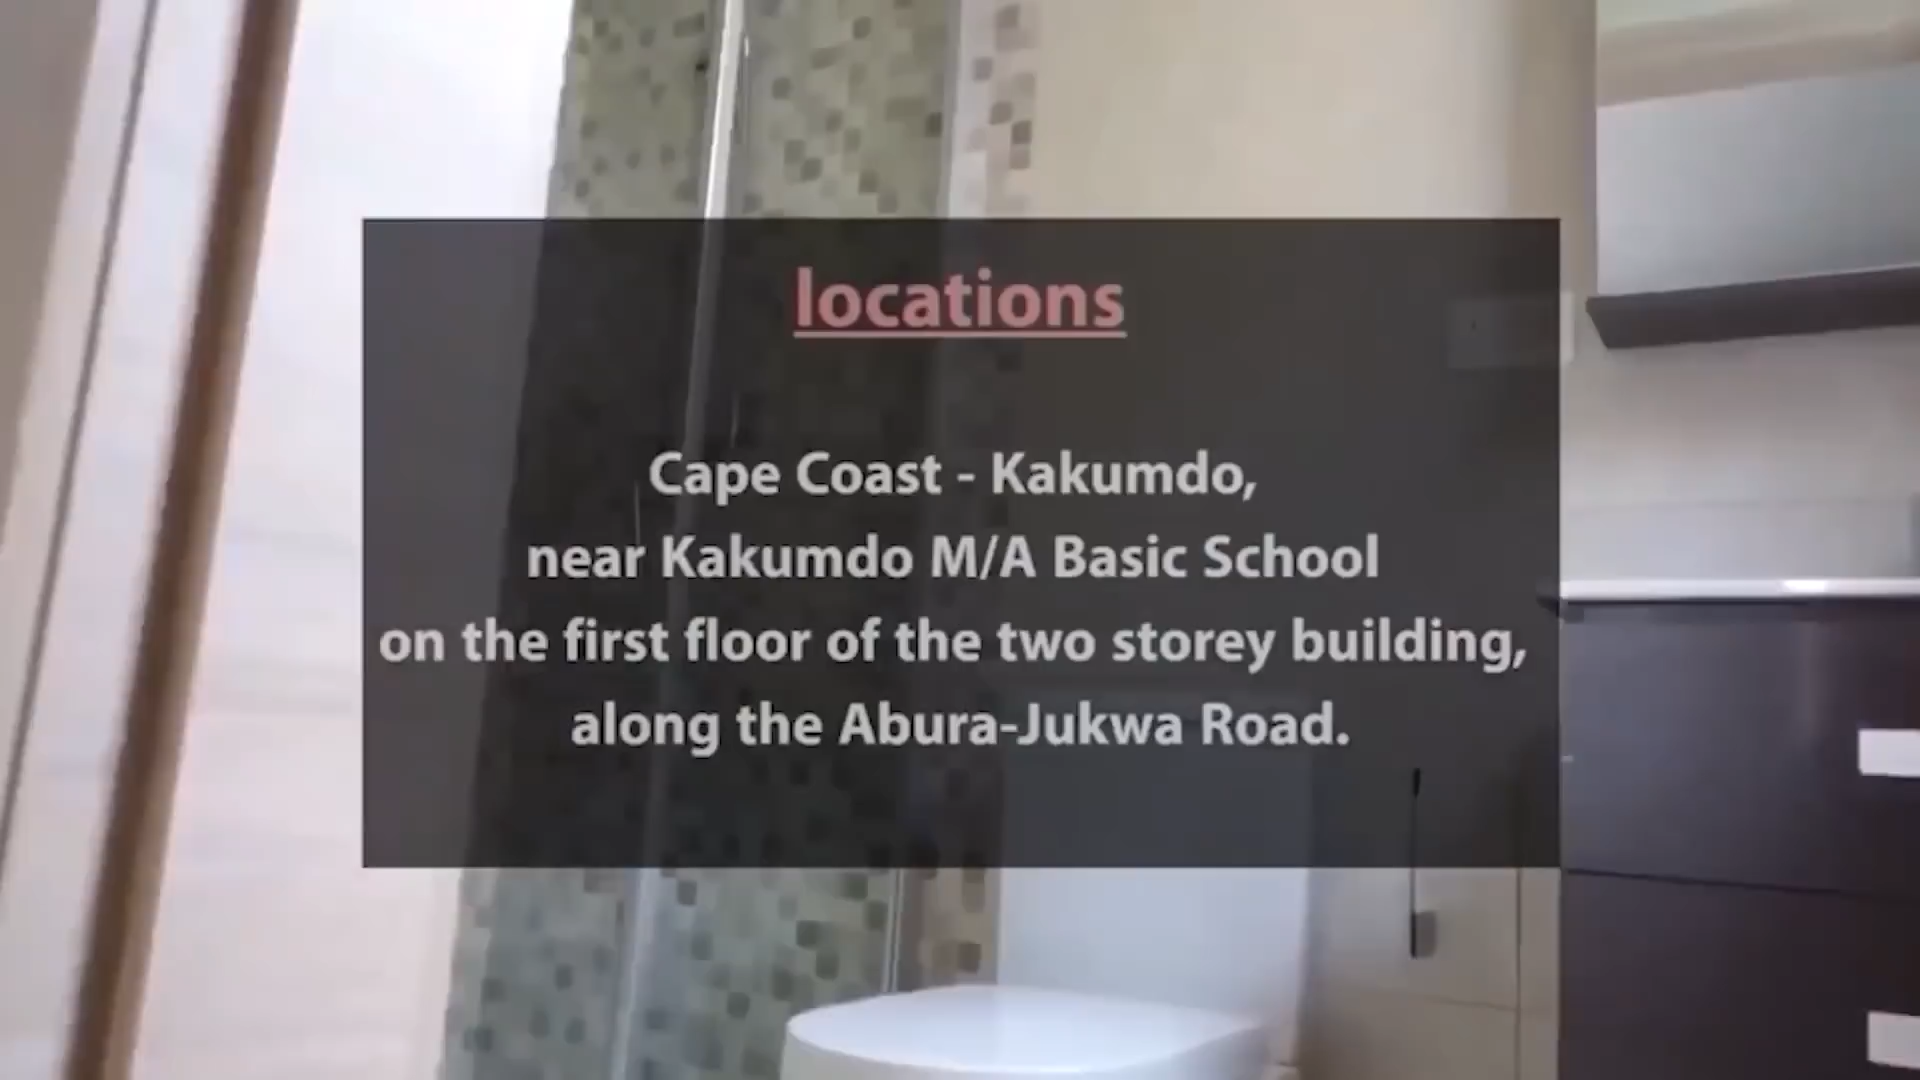 locations
Cape Coast - Kakumdo,
near Kakumdo M/A Basic School
on the first floor of the two storey building,
along the Abura-Jukwa Road.